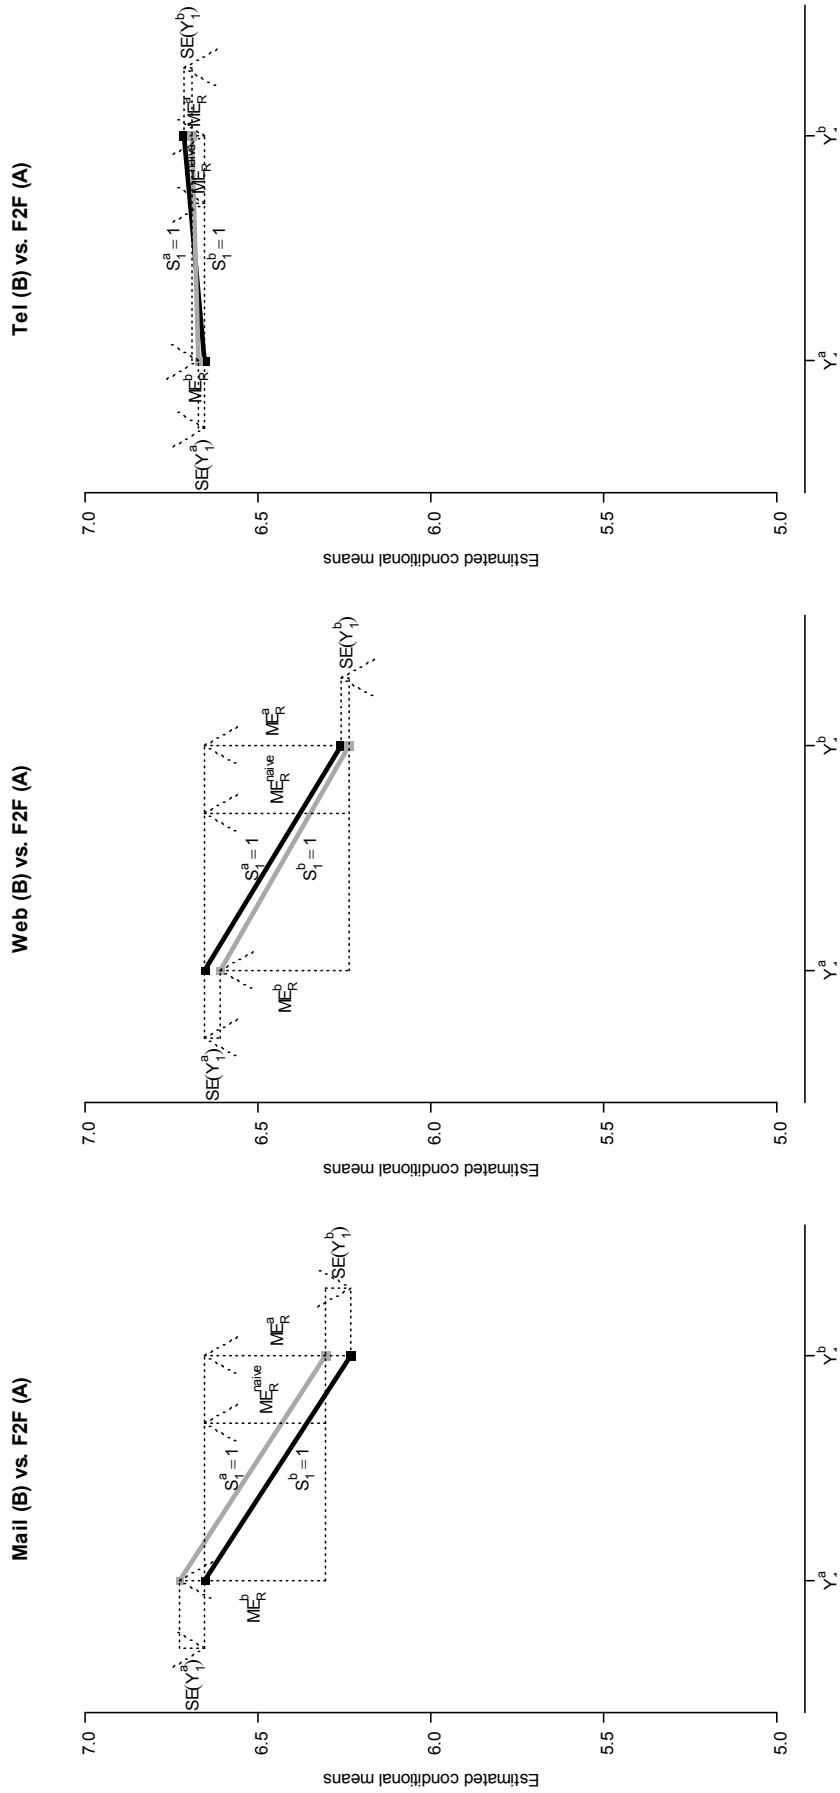 Mail (B) vs. F2F (A)
Estimated conditional means
7.0
6.5
6.0
5.5
5.0
SE(Y₁ᵃ)
ME_R^b
S₁ᵃ = 1
S₁ᵇ = 1
ME_R^naive
ME_R^a
SE(Y₁ᵇ)
Y₁ᵃ
Y₁ᵇ
Web (B) vs. F2F (A)
Estimated conditional means
7.0
6.5
6.0
5.5
5.0
SE(Y₁ᵃ)
ME_R^b
S₁ᵃ = 1
S₁ᵇ = 1
ME_R^naive
ME_R^a
SE(Y₁ᵇ)
Y₁ᵃ
Y₁ᵇ
Tel (B) vs. F2F (A)
Estimated conditional means
7.0
6.5
6.0
5.5
5.0
SE(Y₁ᵃ)
ME_R^b
S₁ᵃ = 1
S₁ᵇ = 1
ME_R^naive
ME_R^a
SE(Y₁ᵇ)
Y₁ᵃ
Y₁ᵇ